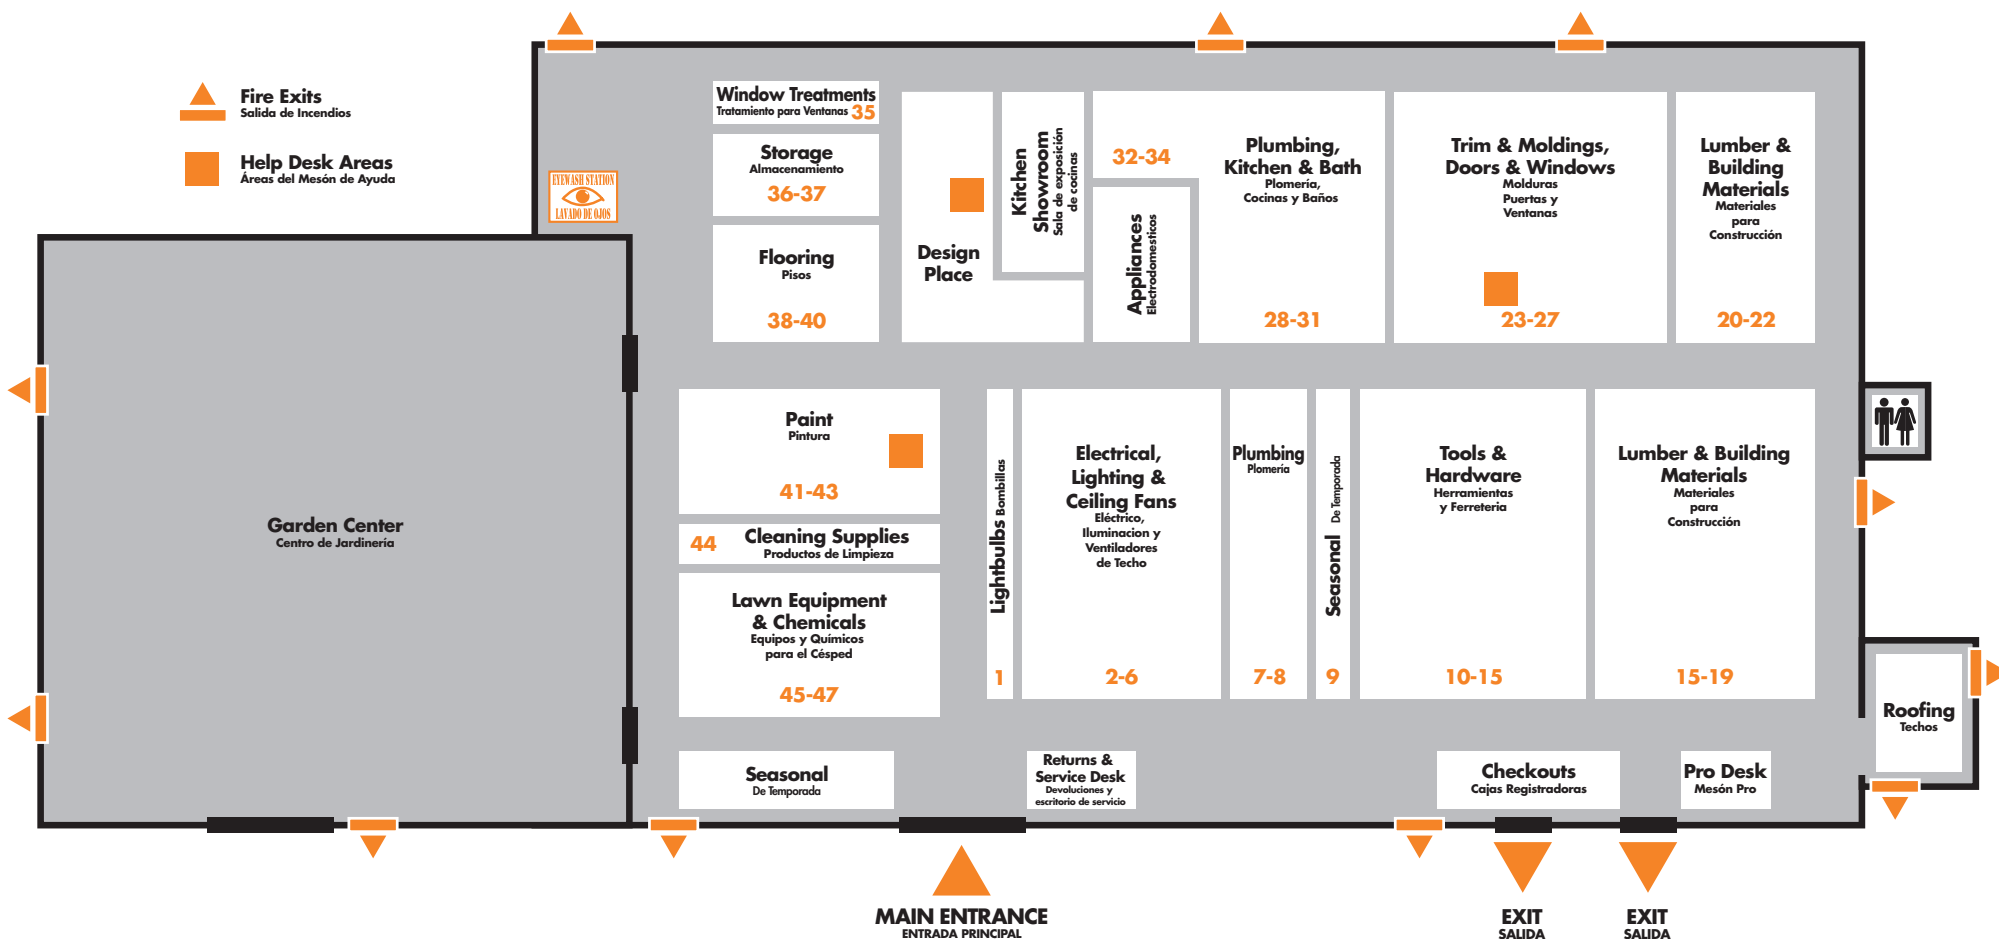 Fire Exits
Salida de Incendios
Help Desk Areas
Áreas del Mesón de Ayuda
EYEWASH STATION
LAVADO DE OJOS
Window Treatments
Tratamiento para Ventanas 35
Storage
Almacenamiento
36-37
Flooring
Pisos
38-40
Design
Place
Kitchen
Showroom
Sala de exposición
de cocinas
32-34
Appliances
Electrodomesticos
Plumbing,
Kitchen & Bath
Plomería,
Cocinas y Baños
28-31
Trim & Moldings,
Doors & Windows
Molduras
Puertas y
Ventanas
23-27
Lumber &
Building
Materials
Materiales
para
Construcción
20-22
Garden Center
Centro de Jardinería
Paint
Pintura
41-43
44 Cleaning Supplies
Productos de Limpieza
Lawn Equipment
& Chemicals
Equipos y Químicos
para el Césped
45-47
Lightbulbs Bombillas
1
Electrical,
Lighting &
Ceiling Fans
Eléctrico,
Iluminacion y
Ventiladores
de Techo
2-6
Plumbing
Plomería
7-8
Seasonal De Temporada
9
Tools &
Hardware
Herramientas
y Ferreteria
10-15
Lumber & Building
Materials
Materiales
para
Construcción
15-19
Roofing
Techos
Seasonal
De Temporada
Returns &
Service Desk
Devoluciones y
escritorio de servicio
Checkouts
Cajas Registradoras
Pro Desk
Mesón Pro
MAIN ENTRANCE
ENTRADA PRINCIPAL
EXIT
SALIDA
EXIT
SALIDA